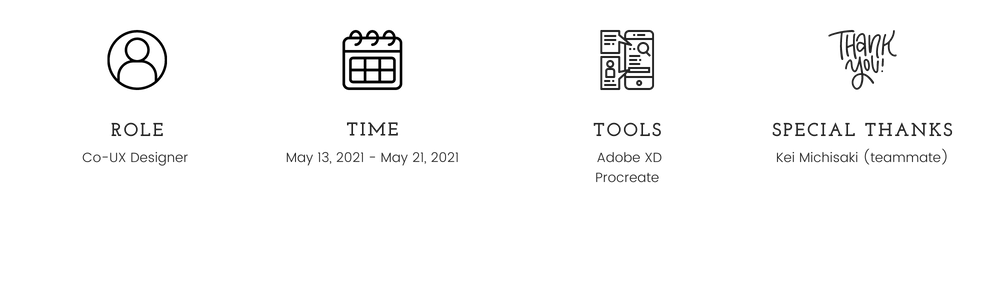 Thank
you!
ROLE
Co-UX Designer
TIME
May 13, 2021 - May 21, 2021
TOOLS
Adobe XD
Procreate
SPECIAL THANKS
Kei Michisaki (teammate)